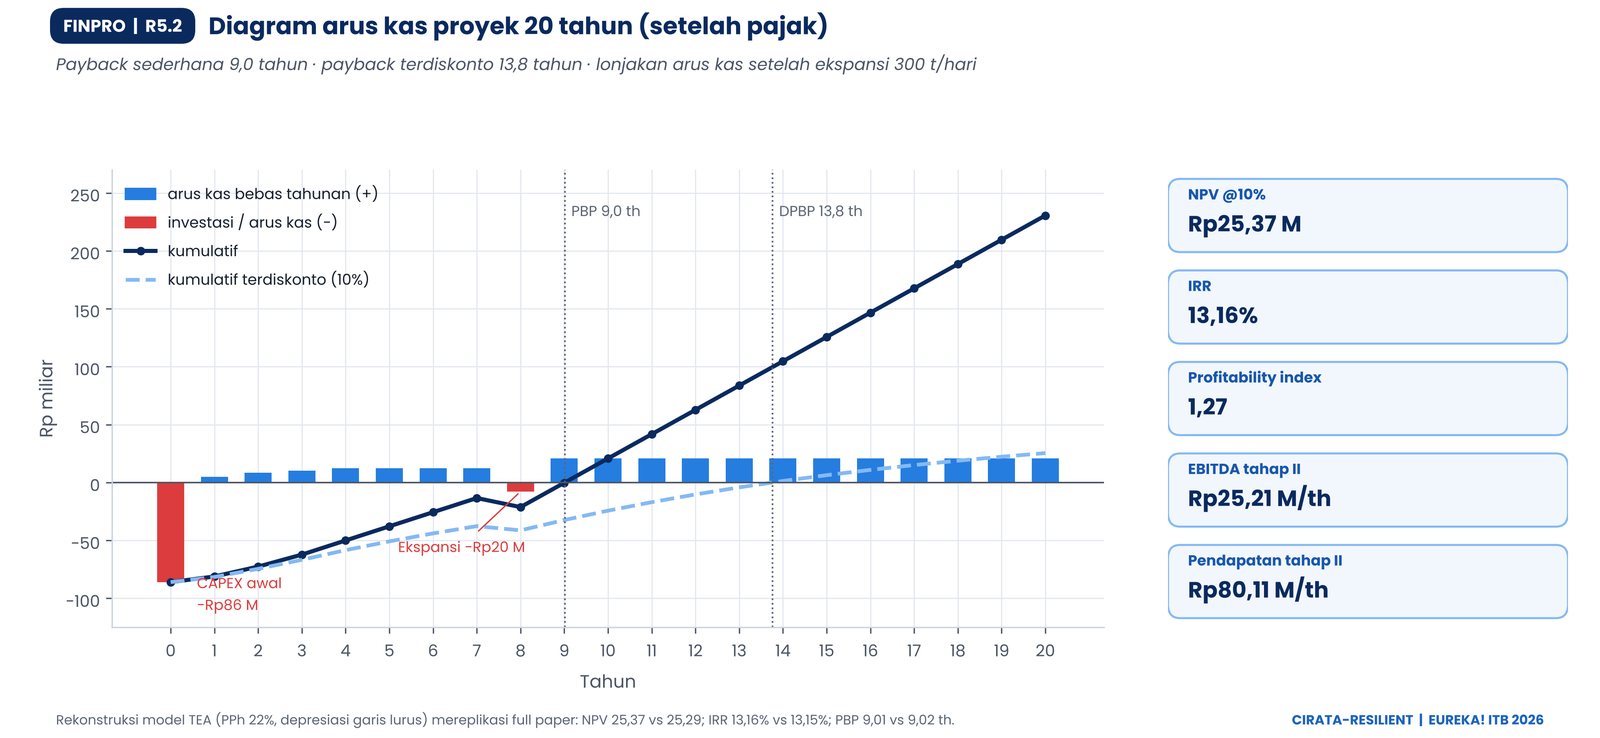 FINPRO | R5.2
Diagram arus kas proyek 20 tahun (setelah pajak)
Payback sederhana 9,0 tahun · payback terdiskonto 13,8 tahun · lonjakan arus kas setelah ekspansi 300 t/hari
arus kas bebas tahunan (+)
investasi / arus kas (-)
kumulatif
kumulatif terdiskonto (10%)
PBP 9,0 th
DPBP 13,8 th
250
200
150
100
50
0
−50
−100
Rp miliar
Ekspansi −Rp20 M
CAPEX awal
−Rp86 M
0 1 2 3 4 5 6 7 8 9 10 11 12 13 14 15 16 17 18 19 20
Tahun
NPV @10%
Rp25,37 M
IRR
13,16%
Profitability index
1,27
EBITDA tahap II
Rp25,21 M/th
Pendapatan tahap II
Rp80,11 M/th
Rekonstruksi model TEA (PPh 22%, depresiasi garis lurus) mereplikasi full paper: NPV 25,37 vs 25,29; IRR 13,16% vs 13,15%; PBP 9,01 vs 9,02 th.
CIRATA-RESILIENT | EUREKA! ITB 2026